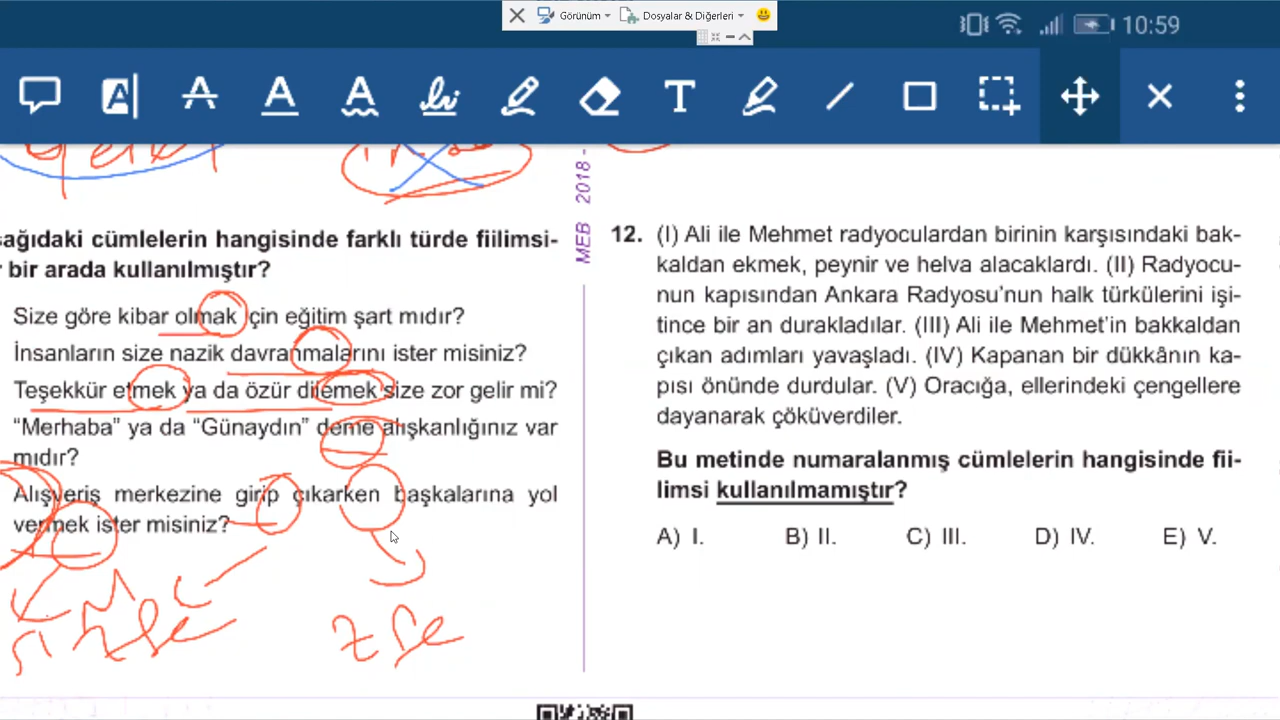 Görünüm
Dosyalar & Diğerleri
10:59
A
A
A
A
T
MEB 2018 -
sağıdaki cümlelerin hangisinde farklı türde fiilimsi-
r bir arada kullanılmıştır?
Size göre kibar olmak için eğitim şart mıdır?
İnsanların size nazik davranmalarını ister misiniz?
Teşekkür etmek ya da özür dilemek size zor gelir mi?
“Merhaba” ya da “Günaydın” deme alışkanlığınız var
mıdır?
Alışveriş merkezine girip çıkarken başkalarına yol
vermek ister misiniz?
zfe
zfe
12. (I) Ali ile Mehmet radyoculardan birinin karşısındaki bak-
kaldan ekmek, peynir ve helva alacaklardı. (II) Radyocu-
nun kapısından Ankara Radyosu’nun halk türkülerini işi-
tince bir an durakladılar. (III) Ali ile Mehmet’in bakkaldan
çıkan adımları yavaşladı. (IV) Kapanan bir dükkânın ka-
pısı önünde durdular. (V) Oracığa, ellerindeki çengellere
dayanarak çöküverdiler.
Bu metinde numaralanmış cümlelerin hangisinde fii-
limsi kullanılmamıştır?
A) I. B) II. C) III. D) IV. E) V.